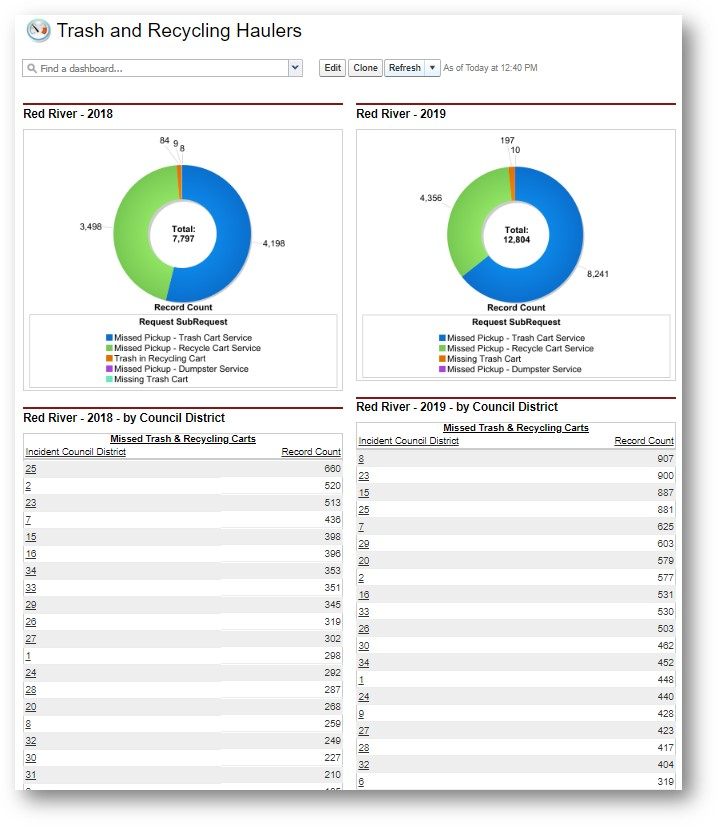 Trash and Recycling Haulers
Find a dashboard...
Edit Clone Refresh As of Today at 12:40 PM
Red River - 2018
84 9 8
3,498
Total:
7,797
4,198
Record Count
Request SubRequest
Missed Pickup - Trash Cart Service
Missed Pickup - Recycle Cart Service
Trash in Recycling Cart
Missed Pickup - Dumpster Service
Missing Trash Cart
Red River - 2019
197
10
4,356
Total:
12,804
8,241
Record Count
Request SubRequest
Missed Pickup - Trash Cart Service
Missed Pickup - Recycle Cart Service
Missing Trash Cart
Missed Pickup - Dumpster Service
Red River - 2018 - by Council District
Missed Trash & Recycling Carts
Incident Council District Record Count
25 660
2 520
23 513
7 436
15 398
16 396
34 353
33 351
29 345
26 319
27 302
1 298
24 292
28 287
20 268
8 259
32 249
30 227
31 210
Red River - 2019 - by Council District
Missed Trash & Recycling Carts
Incident Council District Record Count
8 907
23 900
15 887
25 881
7 625
29 603
20 579
2 577
16 531
33 530
26 503
30 462
34 452
1 448
24 440
9 428
27 423
28 417
32 404
6 319